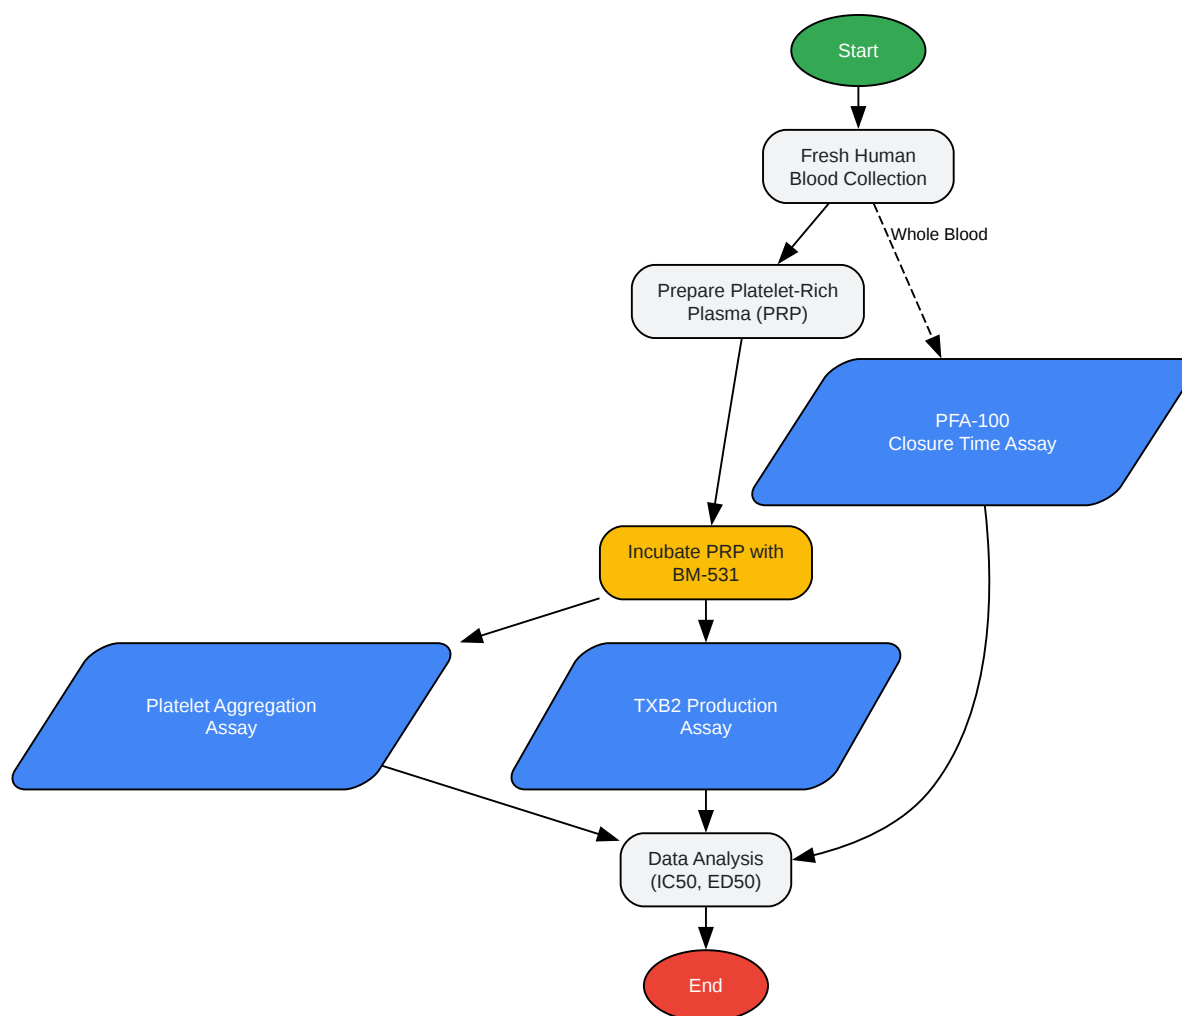 Start
Fresh Human
Blood Collection
Whole Blood
Prepare Platelet-Rich
Plasma (PRP)
PFA-100
Closure Time Assay
Incubate PRP with
BM-531
Platelet Aggregation
Assay
TXB2 Production
Assay
Data Analysis
(IC50, ED50)
End